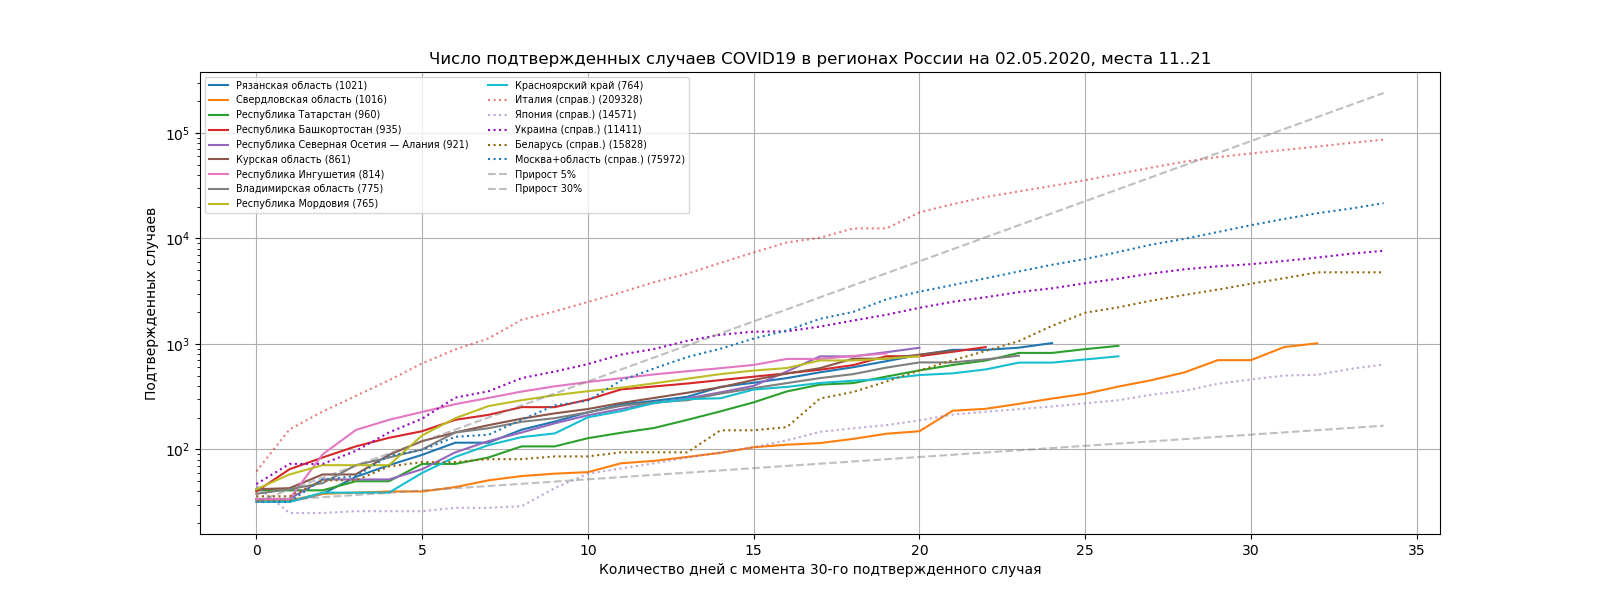 Число подтвержденных случаев COVID19 в регионах России на 02.05.2020, места 11..21
Рязанская область (1021)
Свердловская область (1016)
Республика Татарстан (960)
Республика Башкортостан (935)
Республика Северная Осетия — Алания (921)
Курская область (861)
Республика Ингушетия (814)
Владимирская область (775)
Республика Мордовия (765)
Красноярский край (764)
Италия (справ.) (209328)
Япония (справ.) (14571)
Украина (справ.) (11411)
Беларусь (справ.) (15828)
Москва+область (справ.) (75972)
Прирост 5%
Прирост 30%
Подтвержденных случаев
10⁵
10⁴
10³
10²
0 5 10 15 20 25 30 35
Количество дней с момента 30-го подтвержденного случая